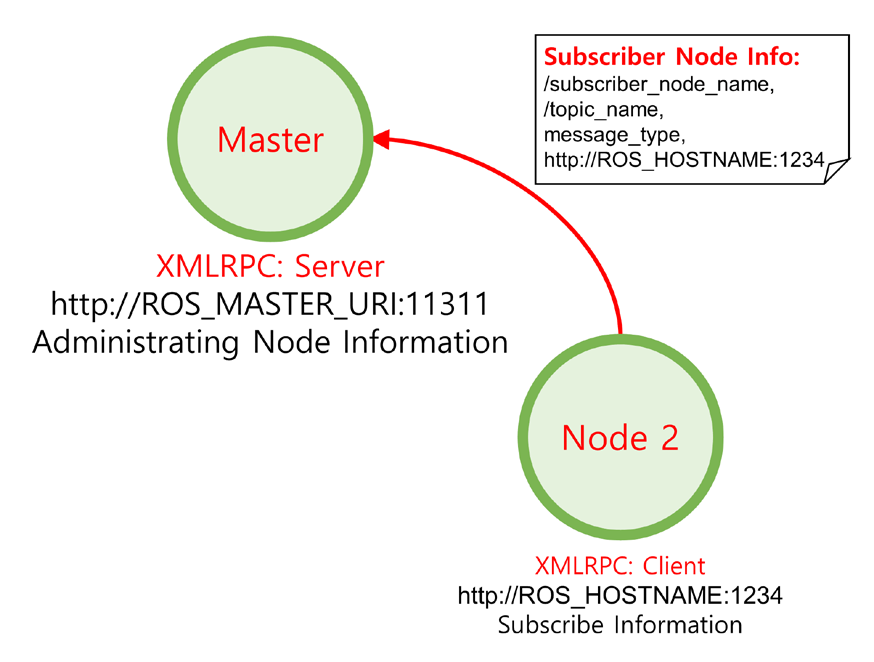 Master
XMLRPC: Server
http://ROS_MASTER_URI:11311
Administrating Node Information
Subscriber Node Info:
/subscriber_node_name,
/topic_name,
message_type,
http://ROS_HOSTNAME:1234
Node 2
XMLRPC: Client
http://ROS_HOSTNAME:1234
Subscribe Information